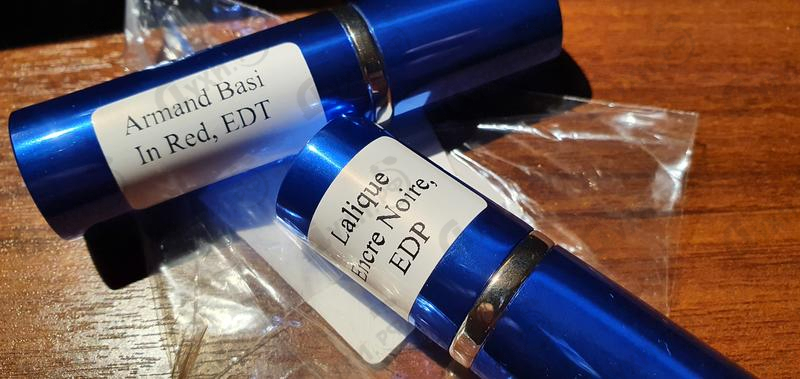 Armand Basi
In Red, EDT
Lalique
Encre Noire,
EDP